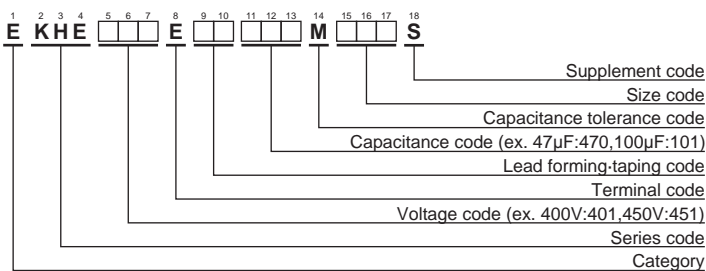 1 2 3 4 5 6 7 8 9 10 11 12 13 14 15 16 17 18
E KHE □□□ E □□ □□□ M □□□ S
Supplement code
Size code
Capacitance tolerance code
Capacitance code (ex. 47µF:470,100µF:101)
Lead forming·taping code
Terminal code
Voltage code (ex. 400V:401,450V:451)
Series code
Category